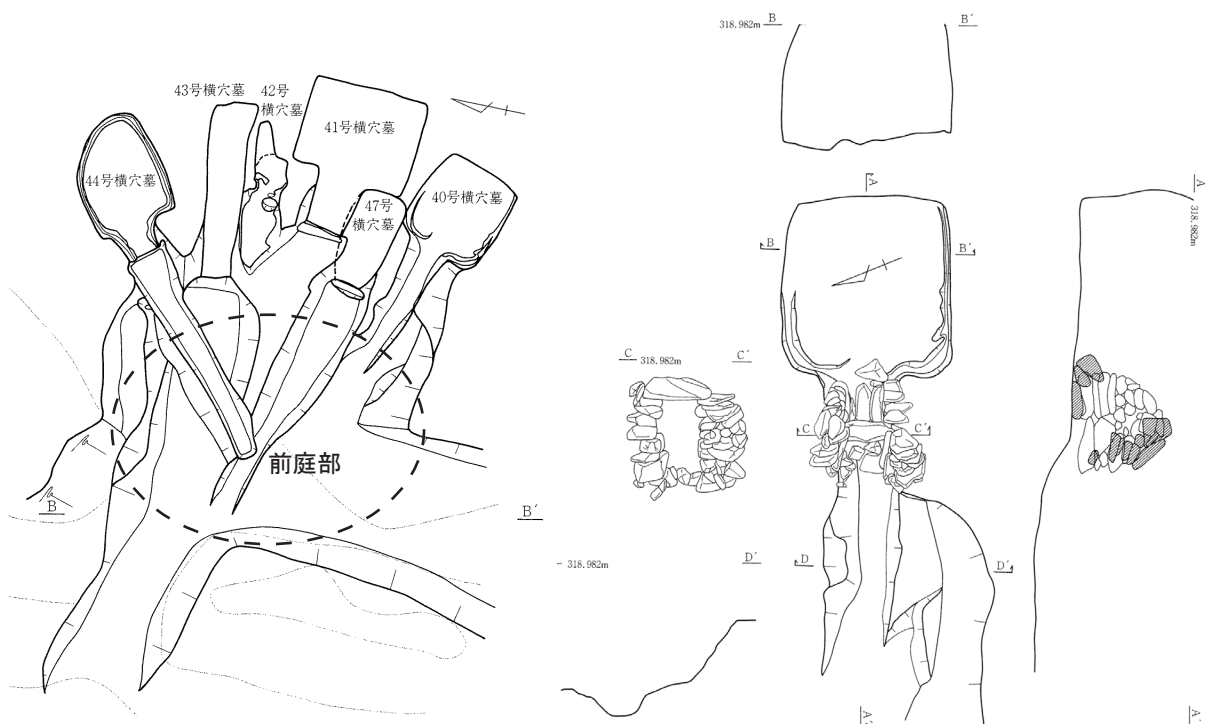 43号横穴墓
42号
横穴墓
41号横穴墓
44号横穴墓
47号
横穴墓
40号横穴墓
前庭部
B
B′
318.982m
B
B′
A
A
318.982m
B
B′
C
318.982m
C′
C
C′
318.982m
D′
D
D′
A′
A′